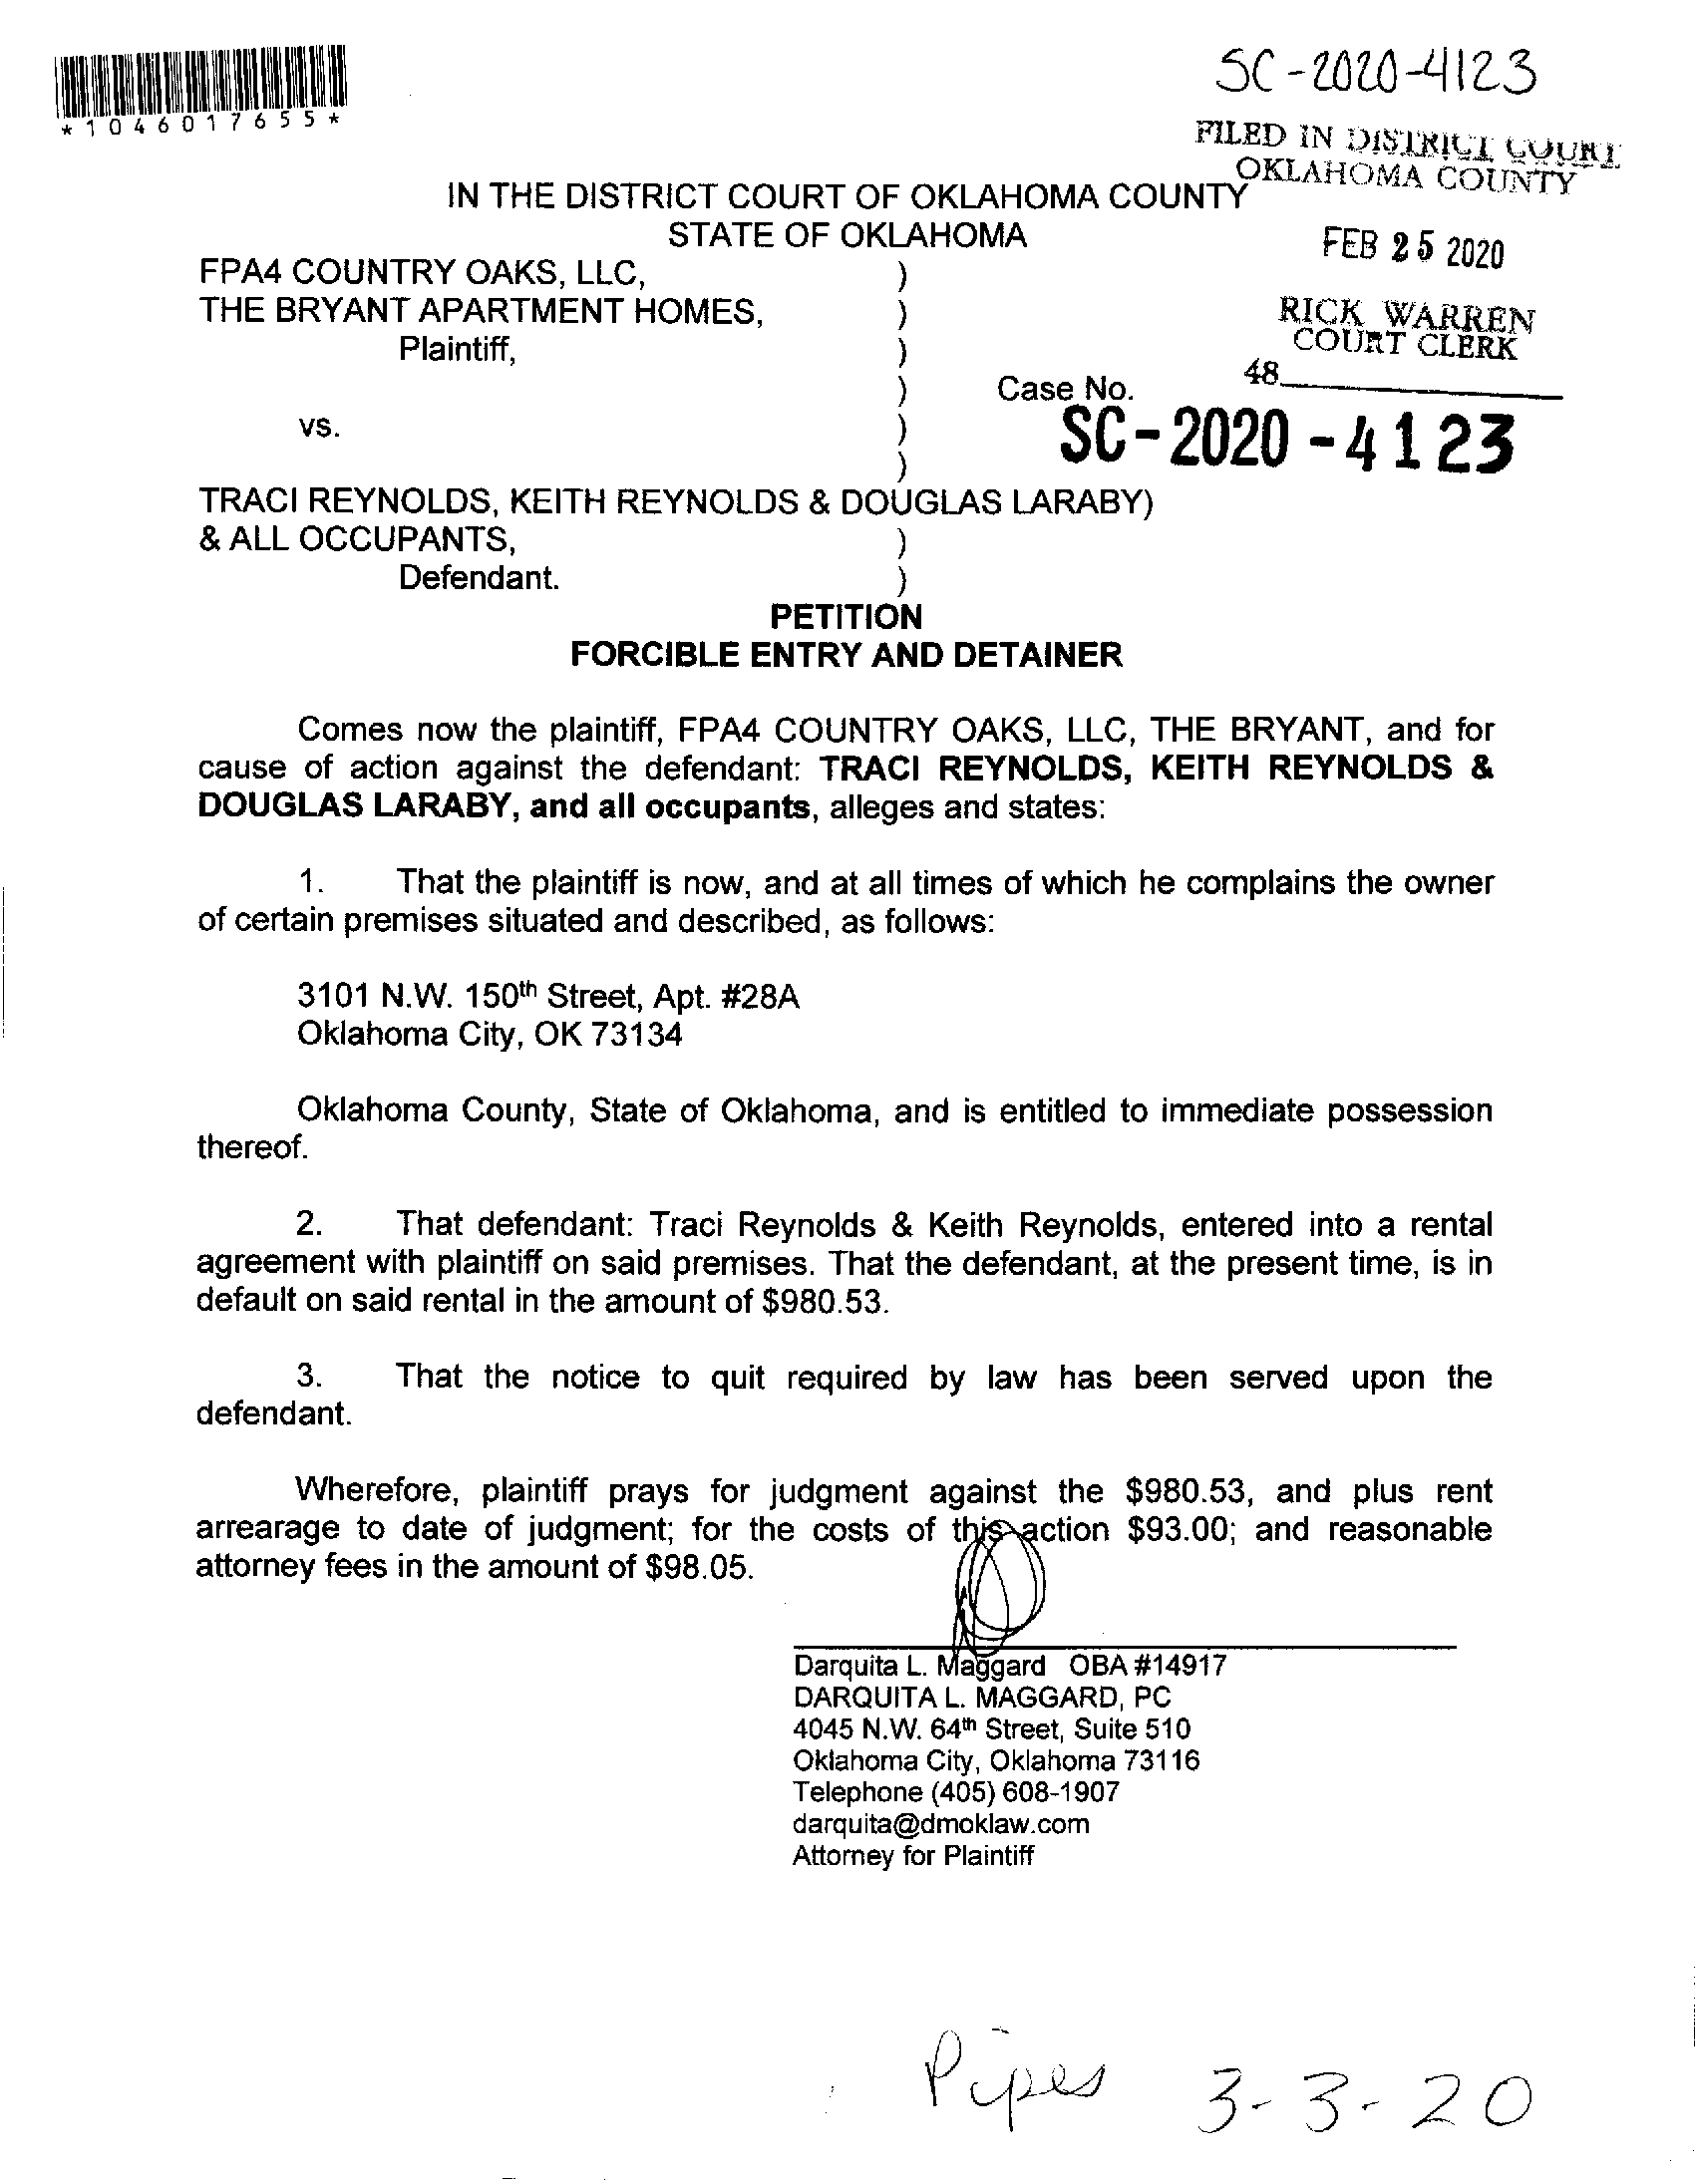 SC-2020-4123
*1046017655*
FILED IN DISTRICT COURT
OKLAHOMA COUNTY
IN THE DISTRICT COURT OF OKLAHOMA COUNTY
STATE OF OKLAHOMA
FEB 25 2020
FPA4 COUNTRY OAKS, LLC, )
THE BRYANT APARTMENT HOMES, )
RICK WARREN
COURT CLERK
Plaintiff, )
48
) Case No.
vs. )
SC-2020-4123
)
TRACI REYNOLDS, KEITH REYNOLDS & DOUGLAS LARABY)
& ALL OCCUPANTS, )
Defendant. )
PETITION
FORCIBLE ENTRY AND DETAINER
Comes now the plaintiff, FPA4 COUNTRY OAKS, LLC, THE BRYANT, and for
cause of action against the defendant: TRACI REYNOLDS, KEITH REYNOLDS &
DOUGLAS LARABY, and all occupants, alleges and states:
1. That the plaintiff is now, and at all times of which he complains the owner
of certain premises situated and described, as follows:
3101 N.W. 150th Street, Apt. #28A
Oklahoma City, OK 73134
Oklahoma County, State of Oklahoma, and is entitled to immediate possession
thereof.
2. That defendant: Traci Reynolds & Keith Reynolds, entered into a rental
agreement with plaintiff on said premises. That the defendant, at the present time, is in
default on said rental in the amount of $980.53.
3. That the notice to quit required by law has been served upon the
defendant.
Wherefore, plaintiff prays for judgment against the $980.53, and plus rent
arrearage to date of judgment; for the costs of this action $93.00; and reasonable
attorney fees in the amount of $98.05.
Darquita L. Maggard OBA #14917
DARQUITA L. MAGGARD, PC
4045 N.W. 64th Street, Suite 510
Oklahoma City, Oklahoma 73116
Telephone (405) 608-1907
darquita@dmoklaw.com
Attorney for Plaintiff
Pipes 3-3-20